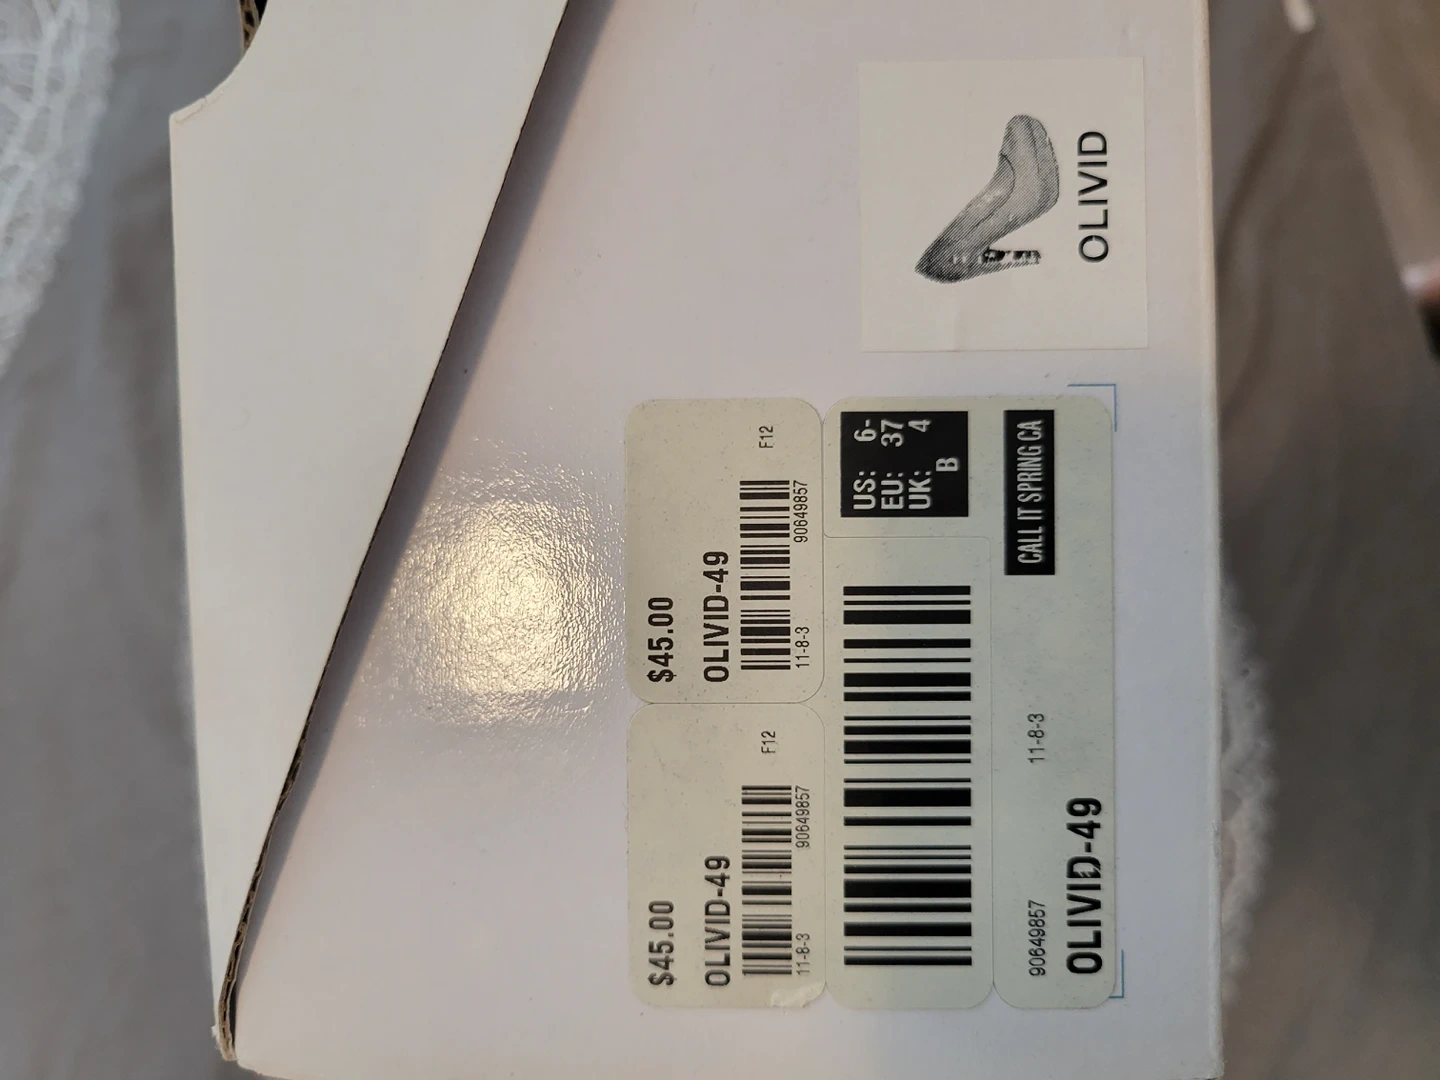 $45.00
OLIVID-49
F12
11-8-3 90649857
$45.00
OLIVID-49
F12
11-8-3 90649857
US: 6-
EU: 37
UK: 4
B
CALL IT SPRING CA
90649857 11-8-3
OLIVID-49
OLIVID